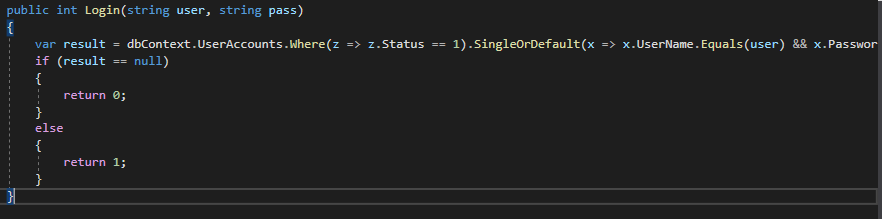 public int Login(string user, string pass)
{
var result = dbContext.UserAccounts.Where(z => z.Status == 1).SingleOrDefault(x => x.UserName.Equals(user) && x.Passwor
if (result == null)
{
return 0;
}
else
{
return 1;
}
}